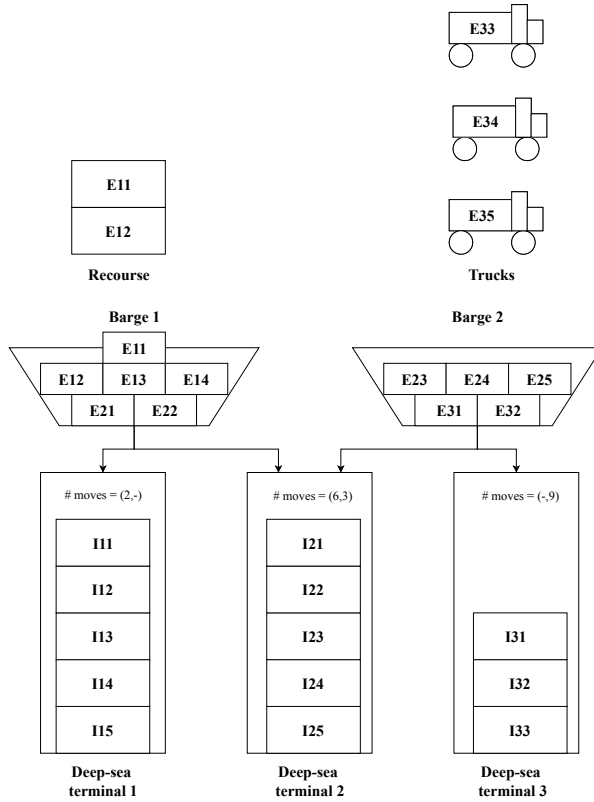 E33
E34
E35
Trucks
E11
E12
Recourse
Barge 1
E11
E12 E13 E14
E21 E22
Barge 2
E23 E24 E25
E31 E32
# moves = (2,-)
I11
I12
I13
I14
I15
Deep-sea
terminal 1
# moves = (6,3)
I21
I22
I23
I24
I25
Deep-sea
terminal 2
# moves = (-,9)
I31
I32
I33
Deep-sea
terminal 3